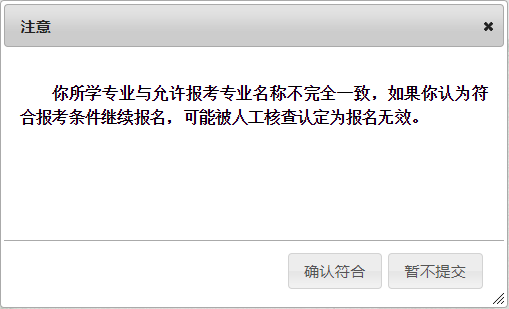 注意
你所学专业与允许报考专业名称不完全一致，如果你认为符
合报考条件继续报名，可能被人工核查认定为报名无效。
确认符合
暂不提交